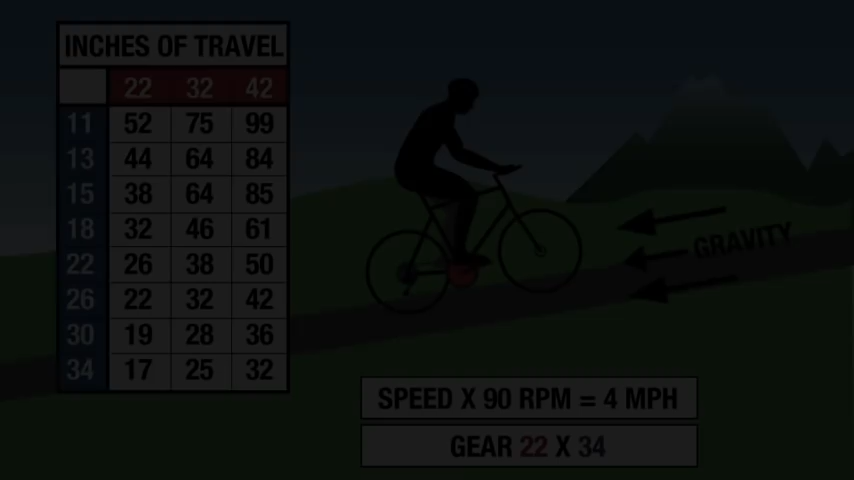 INCHES OF TRAVEL
22 32 42
11 52 75 99
13 44 64 84
15 38 64 85
18 32 46 61
22 26 38 50
26 22 32 42
30 19 28 36
34 17 25 32
GRAVITY
SPEED X 90 RPM = 4 MPH
GEAR 22 X 34